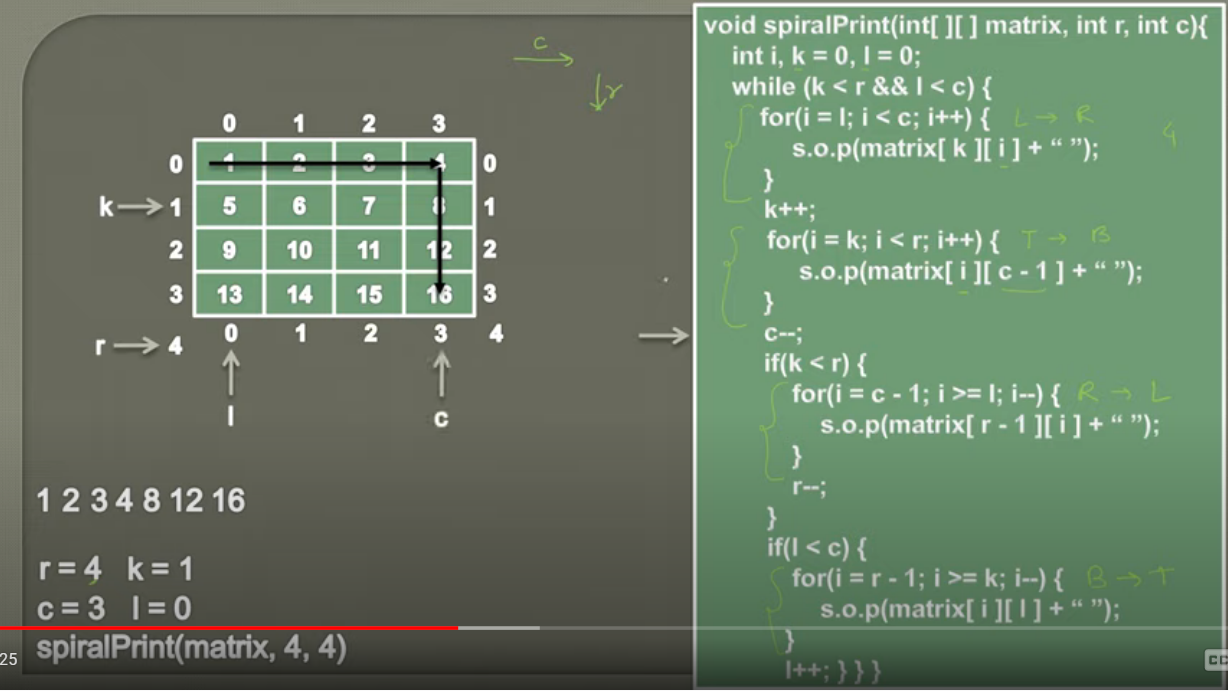 c
r
0 1 2 3
0 1 2 3 4 0
k 1 5 6 7 8 1
2 9 10 11 12 2
3 13 14 15 16 3
r 4 0 1 2 3 4
l c
1 2 3 4 8 12 16
r = 4 k = 1
c = 3 l = 0
spiralPrint(matrix, 4, 4)
25
void spiralPrint(int[ ][ ] matrix, int r, int c){
int i, k = 0, l = 0;
while (k < r && l < c) {
for(i = l; i < c; i++) { L → R
s.o.p(matrix[ k ][ i ] + “ ”);
4
}
k++;
for(i = k; i < r; i++) { T → B
s.o.p(matrix[ i ][ c - 1 ] + “ ”);
}
c--;
if(k < r) {
for(i = c - 1; i >= l; i--) { R → L
s.o.p(matrix[ r - 1 ][ i ] + “ ”);
}
r--;
}
if(l < c) {
for(i = r - 1; i >= k; i--) { B → T
s.o.p(matrix[ i ][ l ] + “ ”);
}
l++; } } }
CC